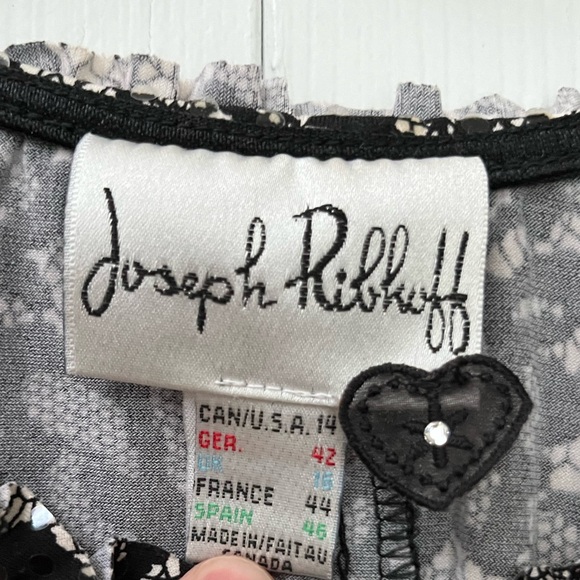 Joseph Ribkoff
CAN/U.S.A. 14
GER. 42
UK 16
FRANCE 44
SPAIN 46
MADE IN/FAIT AU
CANADA